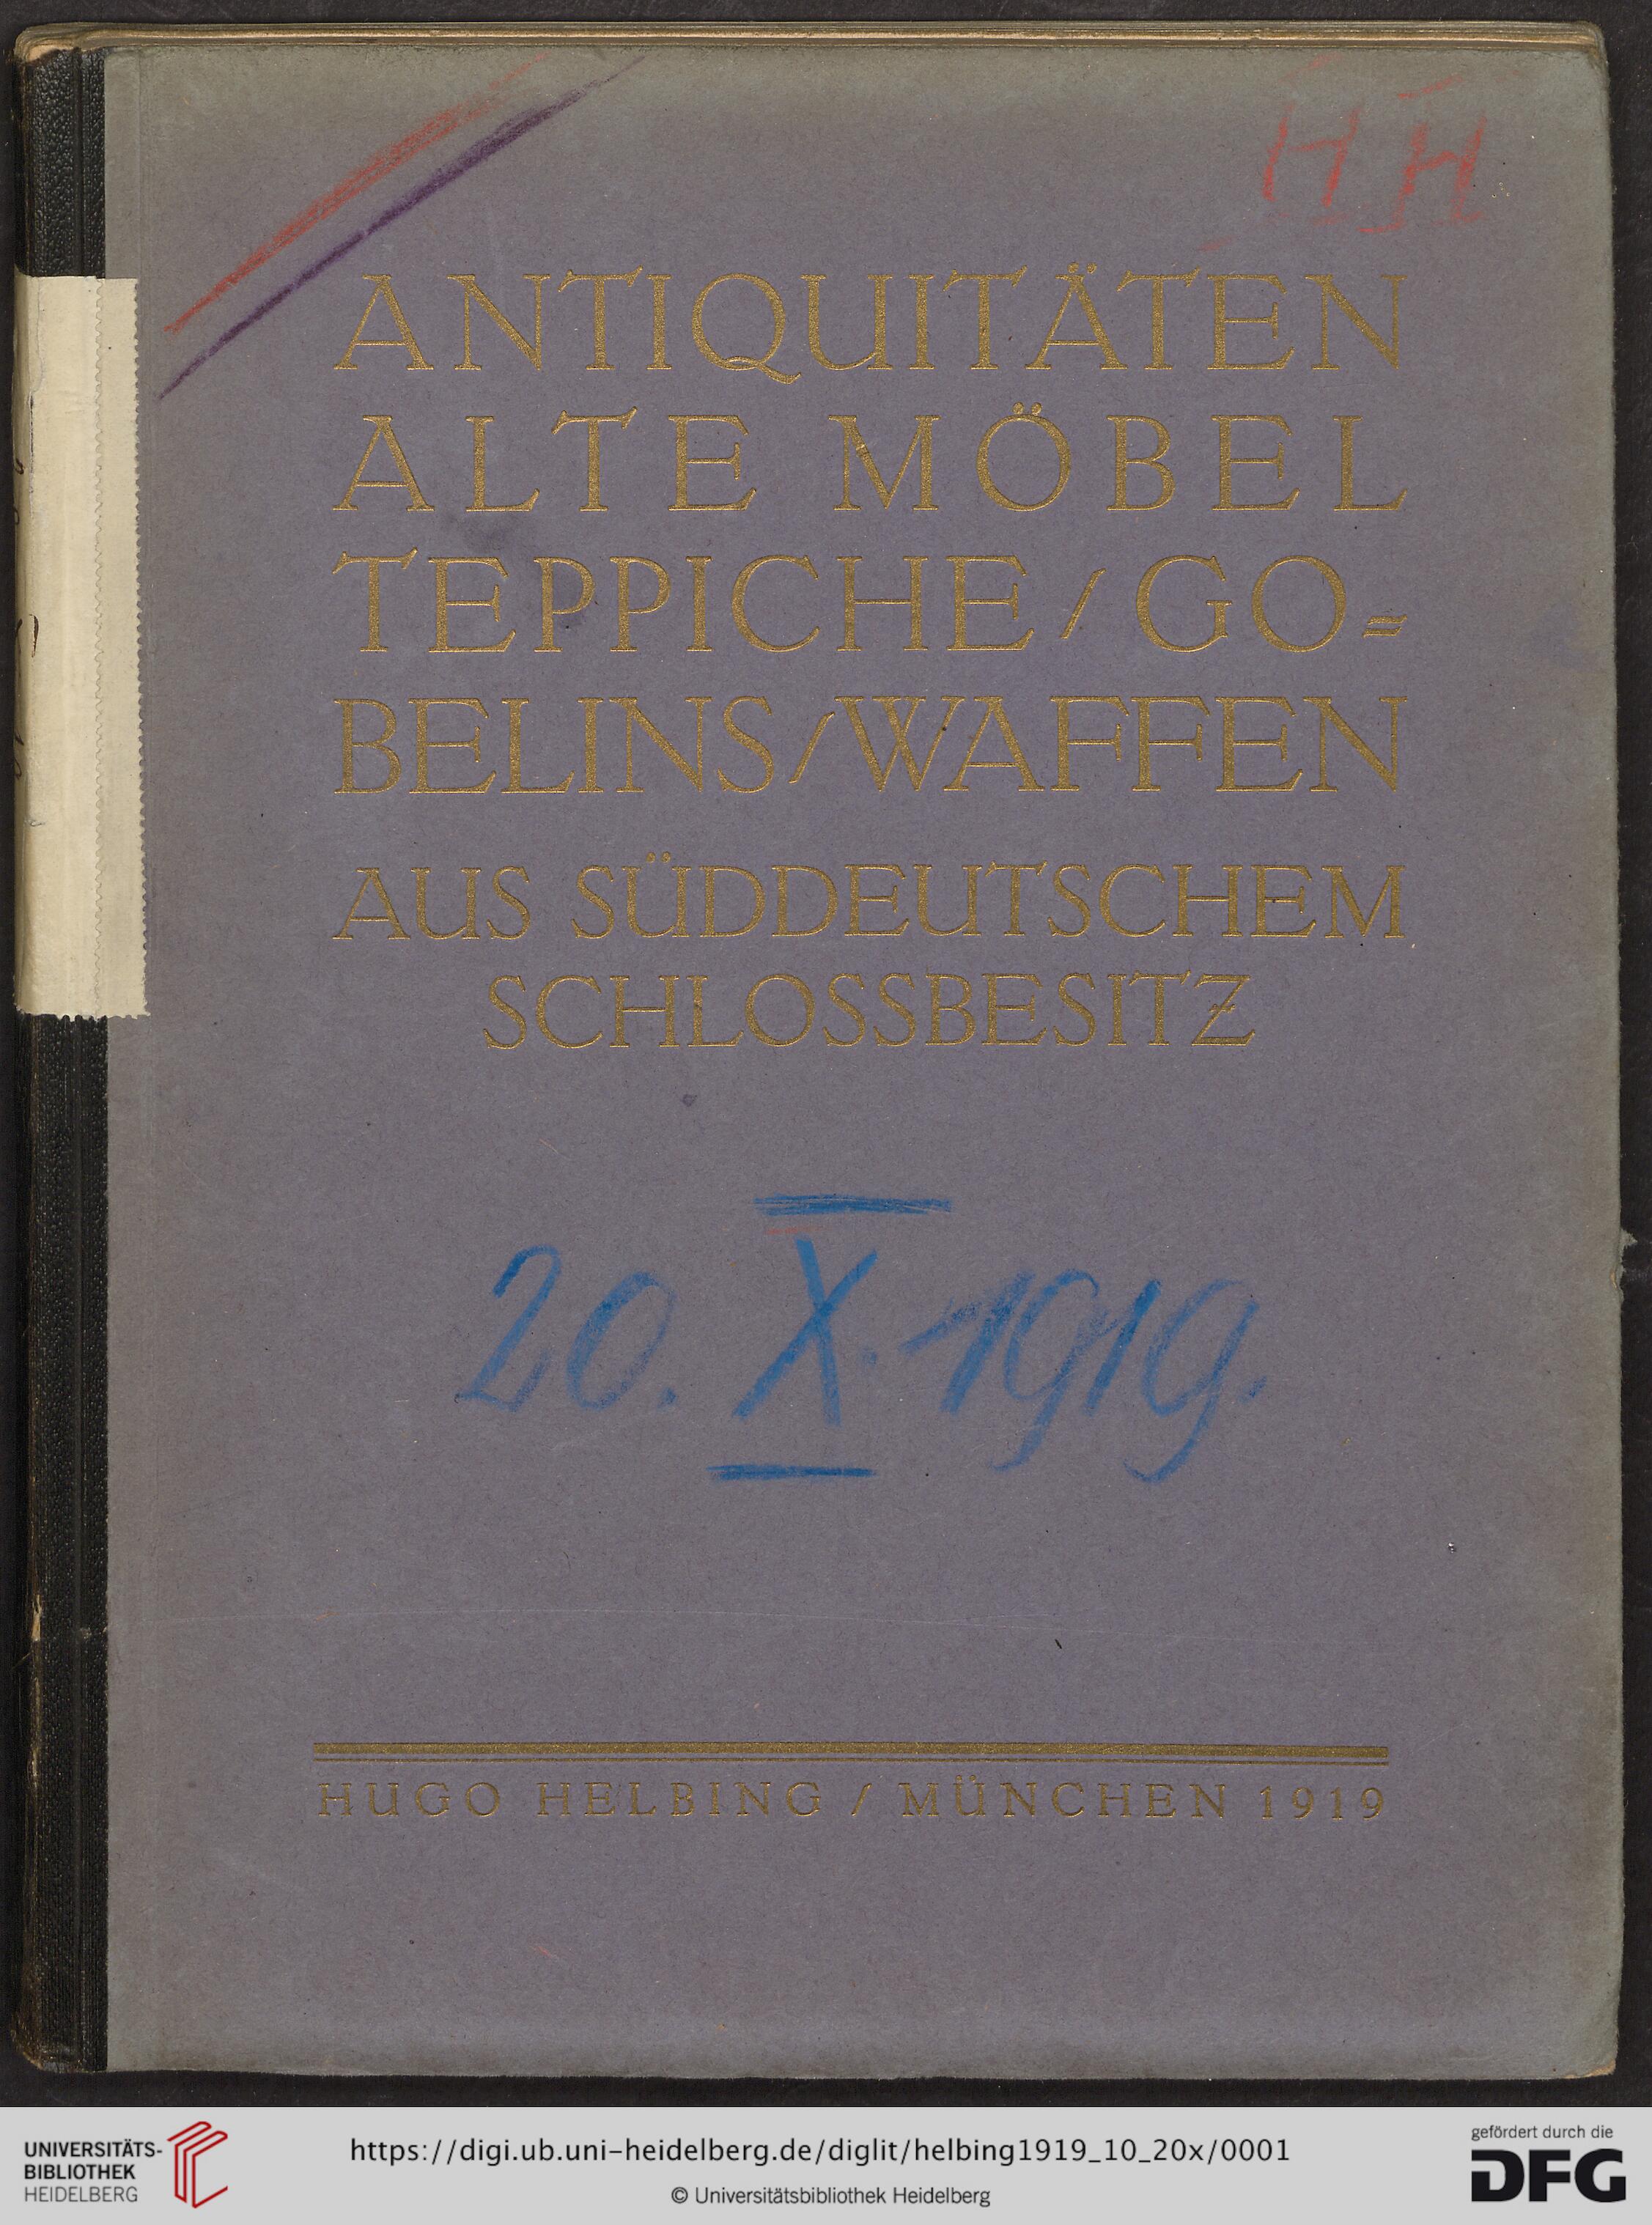 H H
ANTIQUITÄTEN
ALTE MÖBEL
TEPPICHE / GO=
BELINS / WAFFEN
AUS SÜDDEUTSCHEM
SCHLOSSBESITZ
20. X. 1919.
HUGO HELBING / MÜNCHEN 1919
UNIVERSITÄTS-
BIBLIOTHEK
HEIDELBERG
https://digi.ub.uni-heidelberg.de/diglit/helbing1919_10_20x/0001
© Universitätsbibliothek Heidelberg
gefördert durch die
DFG